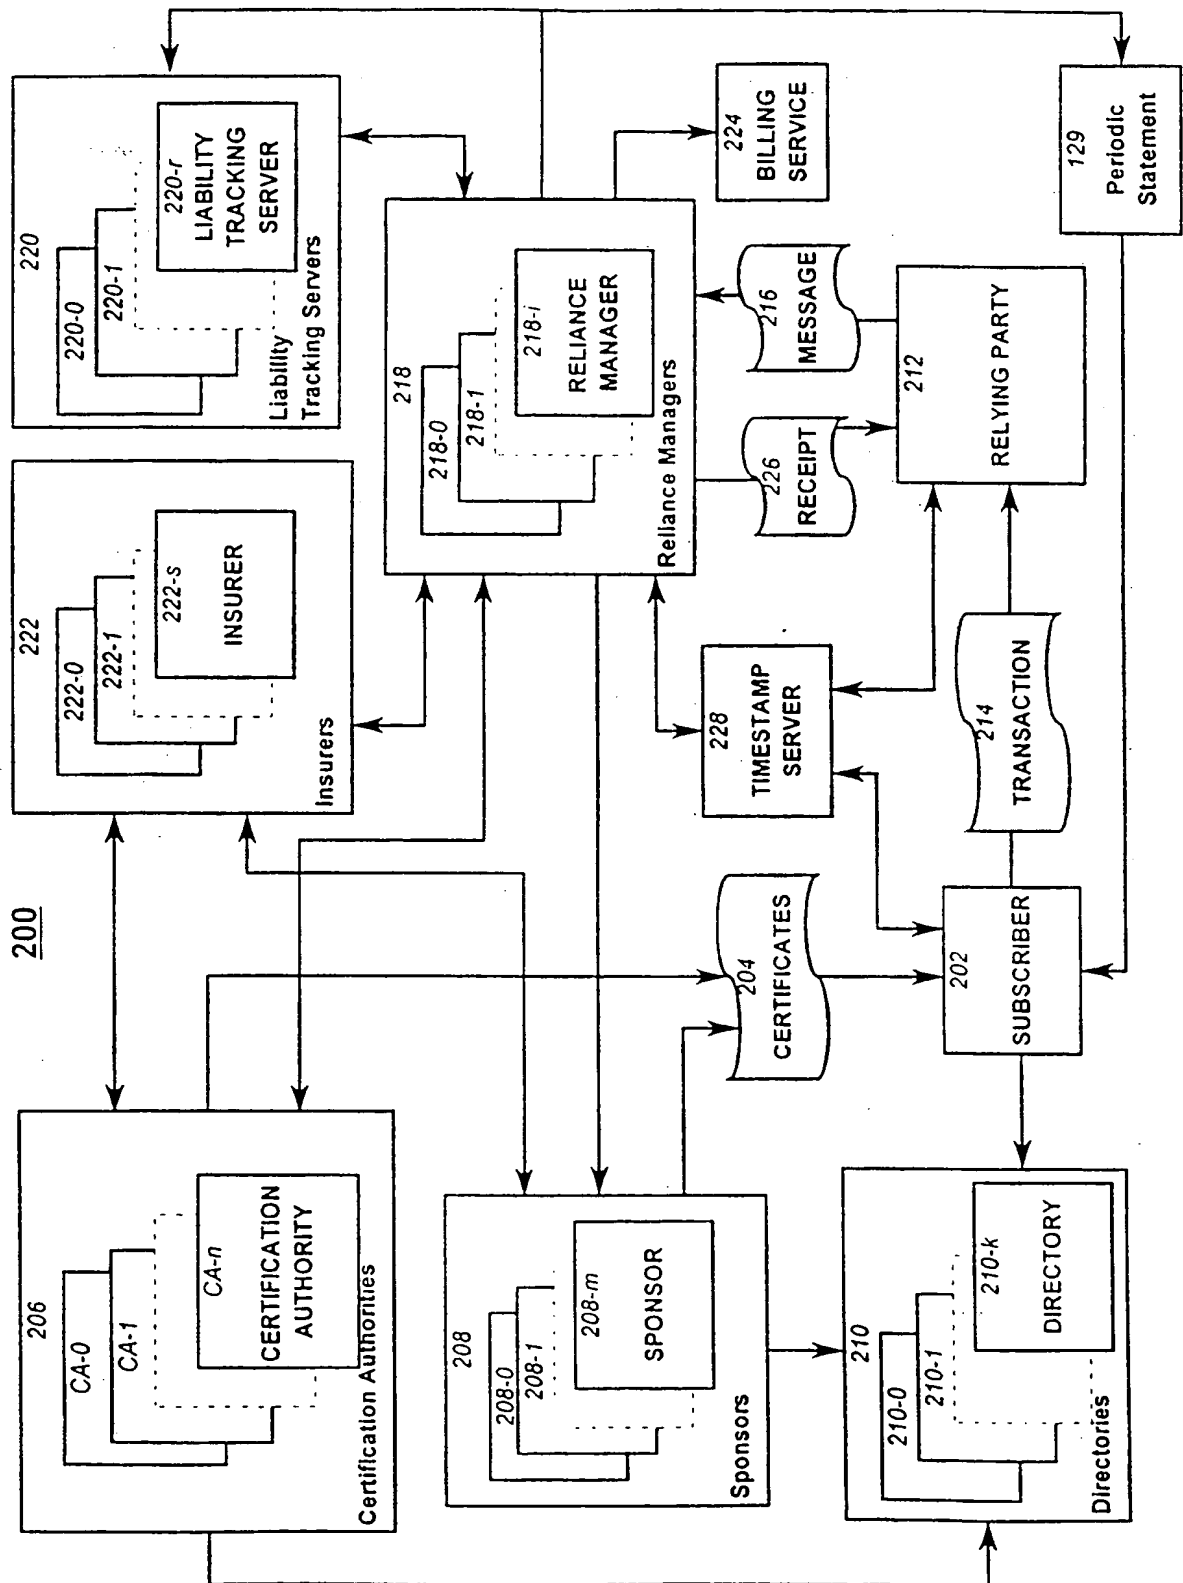 200
206
CA-0
CA-1
CA-n
CERTIFICATION
AUTHORITY
Certification Authorities
222
222-0
222-1
222-s
INSURER
Insurers
220
220-0
220-1
220-r
LIABILITY
TRACKING
SERVER
Liability
Tracking Servers
208
208-0
208-1
208-m
SPONSOR
Sponsors
218
218-0
218-1
218-i
RELIANCE
MANAGER
Reliance Managers
224
BILLING
SERVICE
204
CERTIFICATES
228
TIMESTAMP
SERVER
226
RECEIPT
216
MESSAGE
210
210-0
210-1
210-k
DIRECTORY
Directories
202
SUBSCRIBER
214
TRANSACTION
212
RELYING PARTY
129
Periodic
Statement